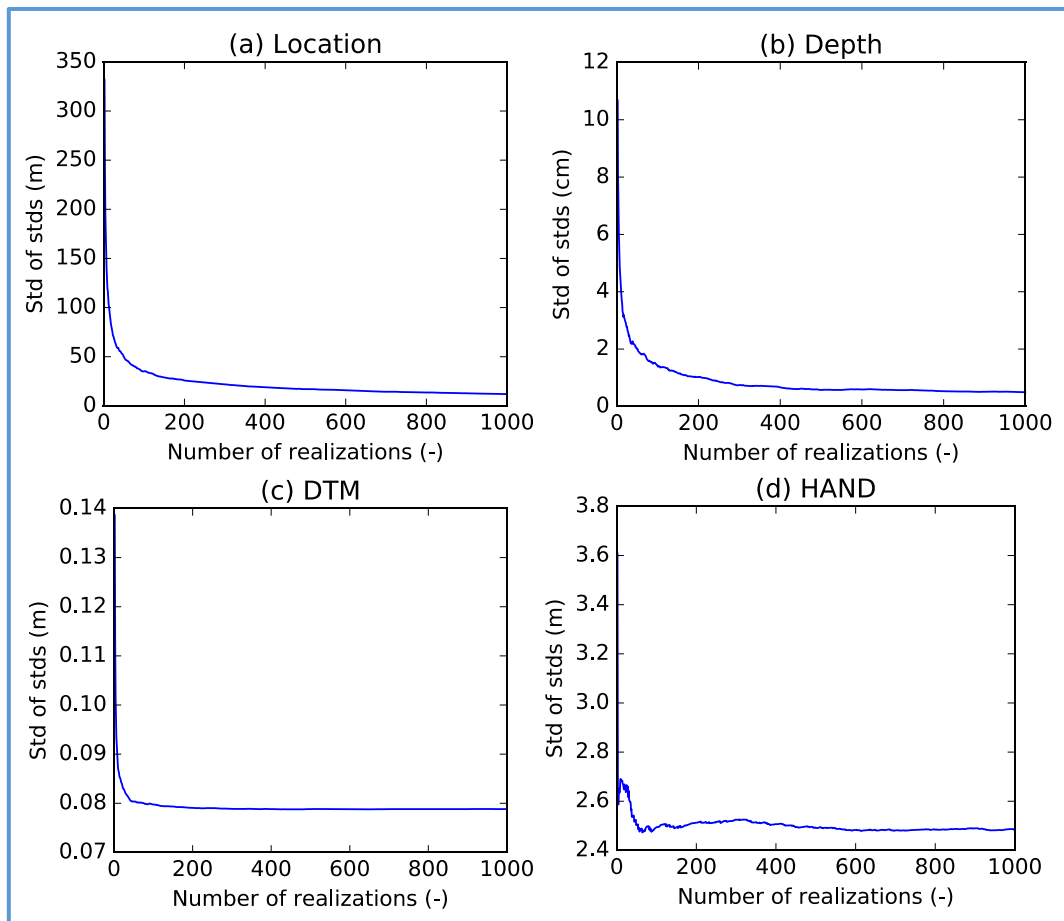 (a) Location
350
300
250
200
150
100
50
0
Std of stds (m)
0 200 400 600 800 1000
Number of realizations (-)
(b) Depth
12
10
8
6
4
2
0
Std of stds (cm)
0 200 400 600 800 1000
Number of realizations (-)
(c) DTM
0.14
0.13
0.12
0.11
0.10
0.09
0.08
0.07
Std of stds (m)
0 200 400 600 800 1000
Number of realizations (-)
(d) HAND
3.8
3.6
3.4
3.2
3.0
2.8
2.6
2.4
Std of stds (m)
0 200 400 600 800 1000
Number of realizations (-)